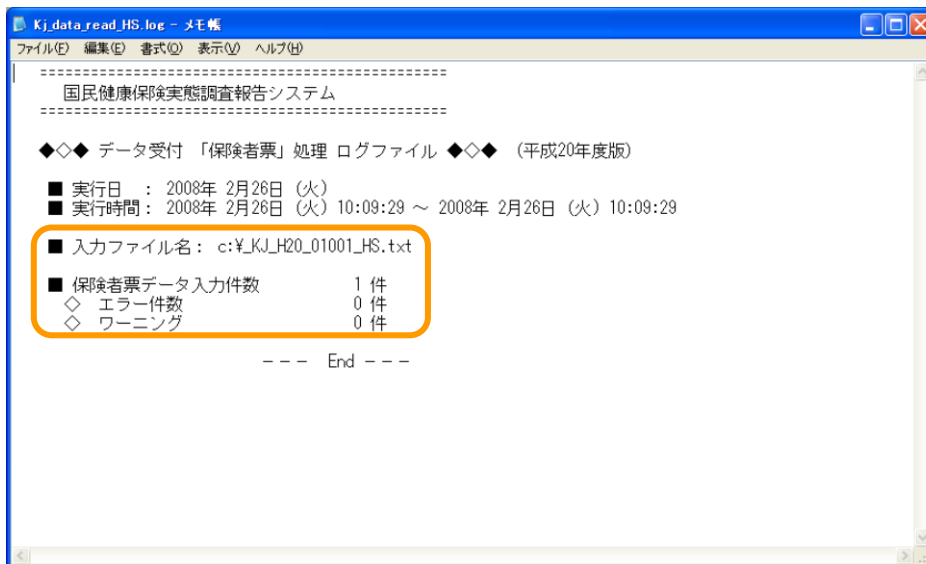 Kj_data_read_HS.log - メモ帳
ファイル(F) 編集(E) 書式(O) 表示(V) ヘルプ(H)
================================================
国民健康保険実態調査報告システム
================================================
◆◇◆ データ受付 「保険者票」処理 ログファイル ◆◇◆ (平成20年度版)
■ 実行日 : 2008年 2月26日 (火)
■ 実行時間: 2008年 2月26日 (火) 10:09:29 ～ 2008年 2月26日 (火) 10:09:29
■ 入力ファイル名: c:¥_KJ_H20_01001_HS.txt
■ 保険者票データ入力件数 1 件
◇ エラー件数 0 件
◇ ワーニング 0 件
--- End ---